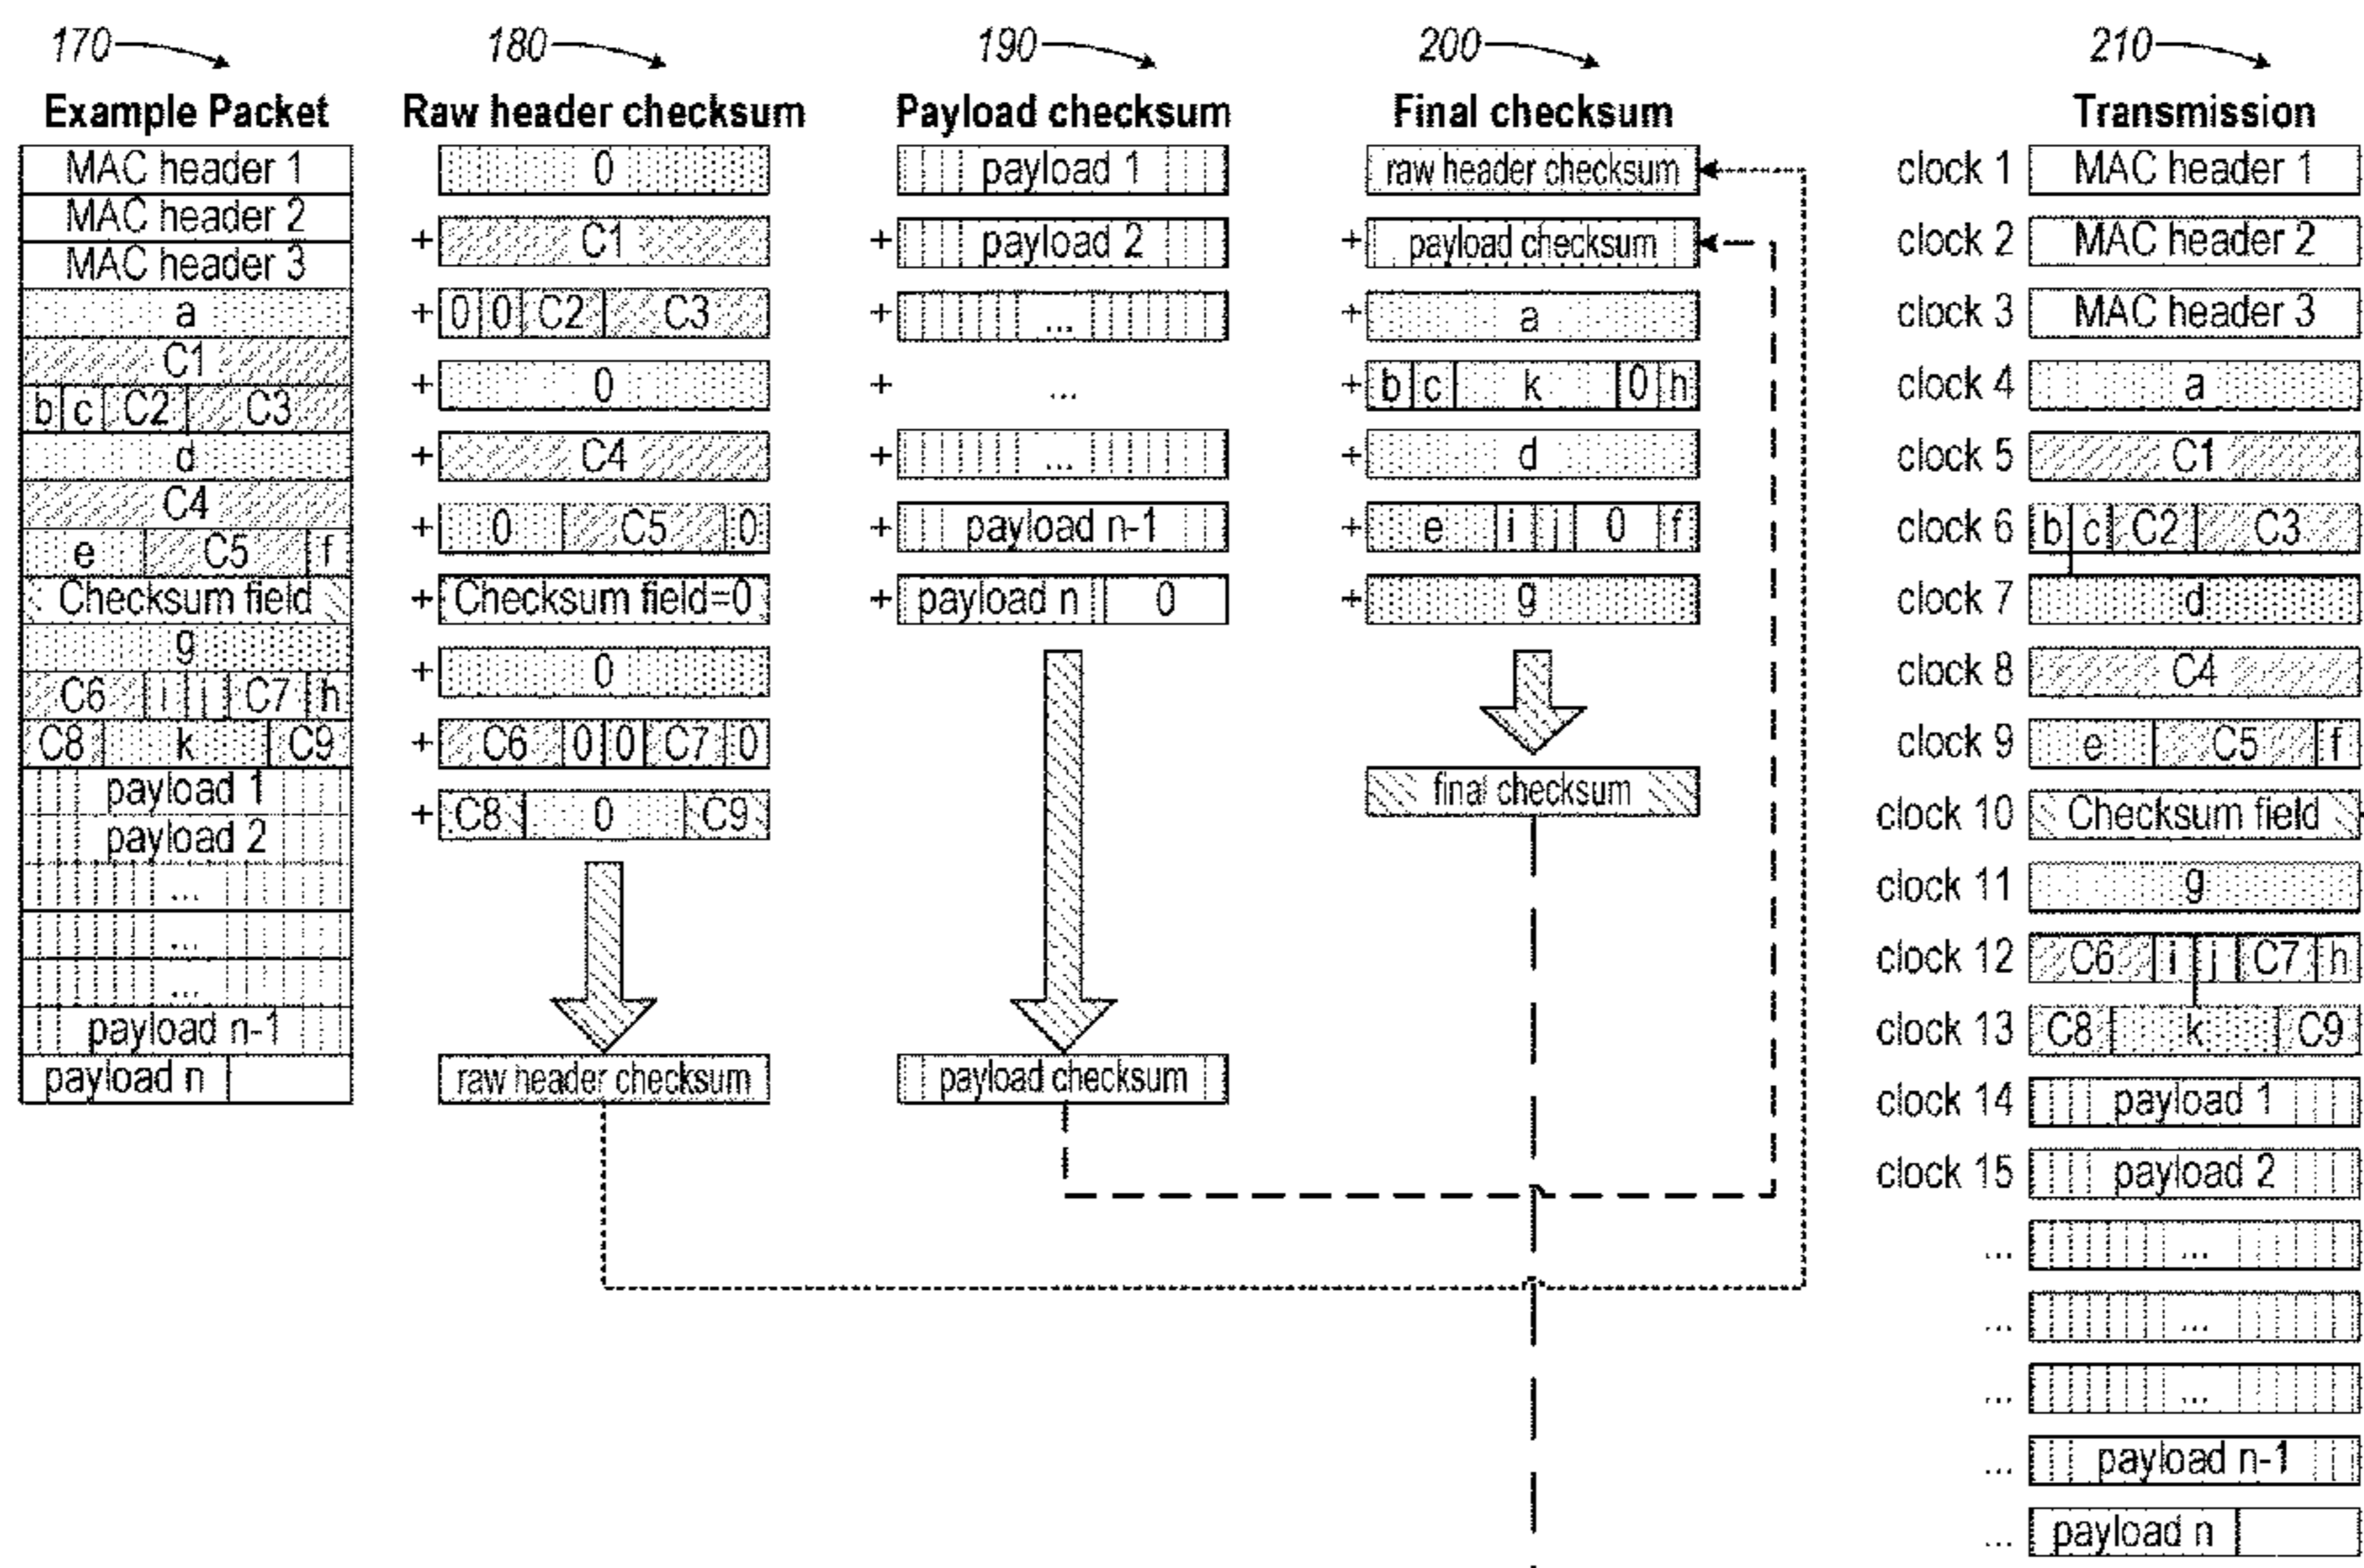 170
Example Packet
MAC header 1
MAC header 2
MAC header 3
a
C1
b c C2 C3
d
C4
e C5 f
Checksum field
g
C6 i j C7 h
C8 k C9
payload 1
payload 2
...
...
...
payload n-1
payload n
180
Raw header checksum
0
+ C1
+ 0 0 C2 C3
+ 0
+ C4
+ 0 C5 0
+ Checksum field=0
+ 0
+ C6 0 0 C7 0
+ C8 0 C9
raw header checksum
190
Payload checksum
payload 1
+ payload 2
+ ...
+ ...
+ ...
+ payload n-1
+ payload n 0
payload checksum
200
Final checksum
raw header checksum
+ payload checksum
+ a
+ b c k 0 h
+ d
+ e i j 0 f
+ g
final checksum
210
Transmission
clock 1 MAC header 1
clock 2 MAC header 2
clock 3 MAC header 3
clock 4 a
clock 5 C1
clock 6 b c C2 C3
clock 7 d
clock 8 C4
clock 9 e C5 f
clock 10 Checksum field
clock 11 g
clock 12 C6 i j C7 h
clock 13 C8 k C9
clock 14 payload 1
clock 15 payload 2
... ...
... ...
... ...
... payload n-1
... payload n